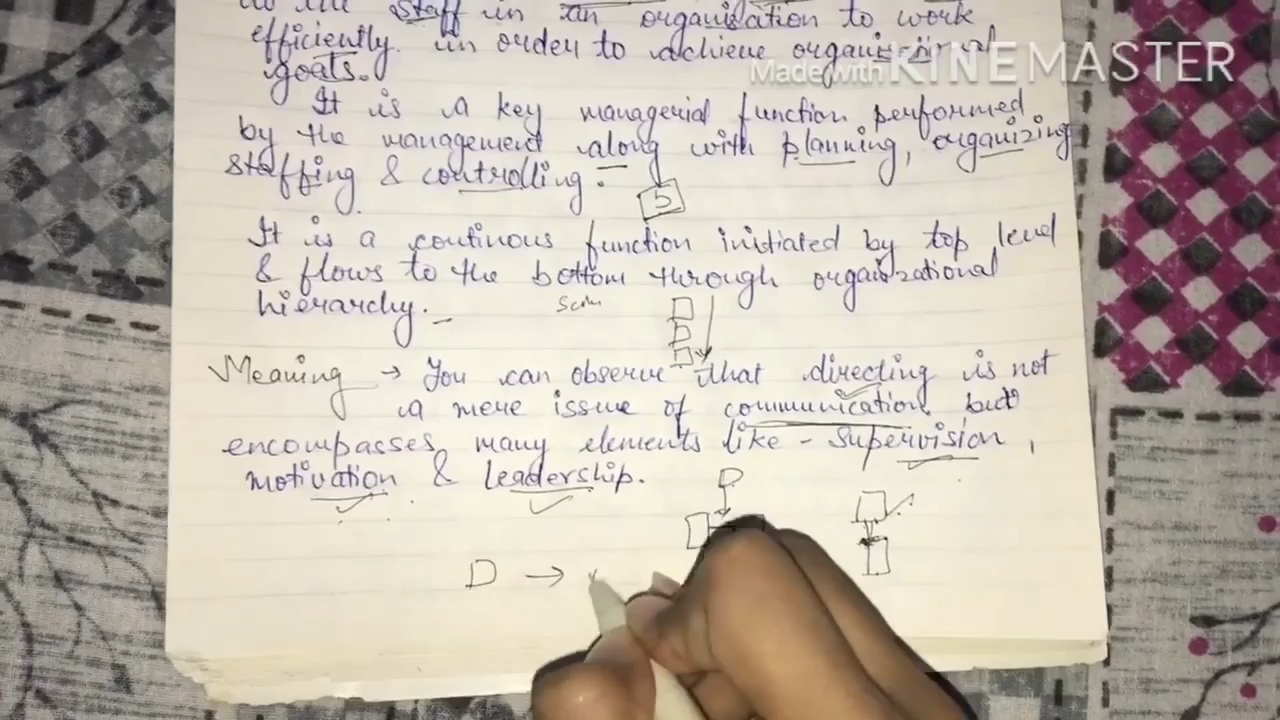 staff in an organisation to work
efficiently in order to achieve organizational
goals.
Made with KINEMASTER
It is a key managerial function performed
by the management along with planning, organizing
staffing & controlling.
5
It is a continous function initiated by top level
& flows to the bottom through organizational
hierarchy.
Meaning → You can observe that directing is not
a mere issue of communication but
encompasses many elements like - supervision,
motivation & leadership.
D
D →